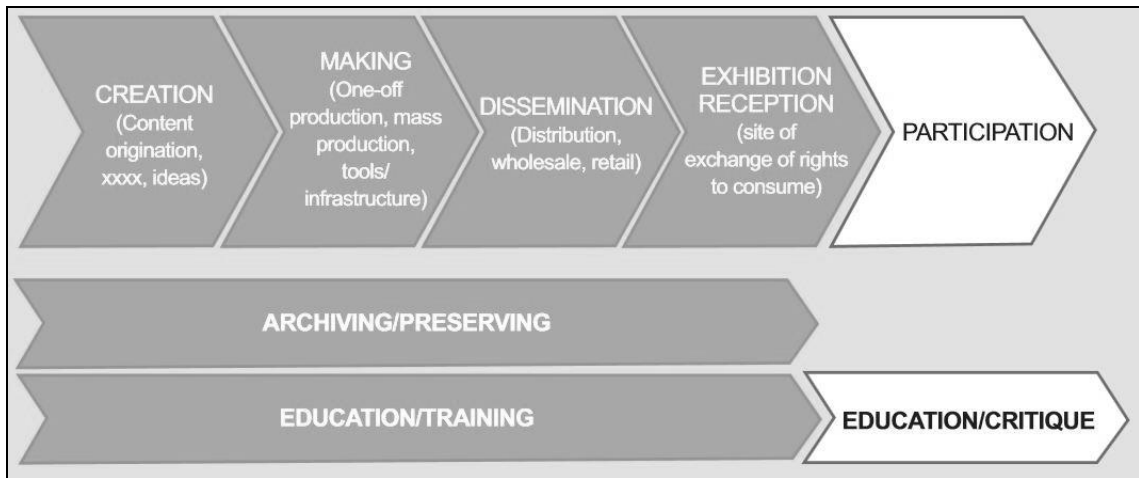 CREATION
(Content
origination,
xxxx, ideas)
MAKING
(One-off
production, mass
production,
tools/
infrastructure)
DISSEMINATION
(Distribution,
wholesale, retail)
EXHIBITION
RECEPTION
(site of
exchange of rights
to consume)
PARTICIPATION
ARCHIVING/PRESERVING
EDUCATION/TRAINING
EDUCATION/CRITIQUE